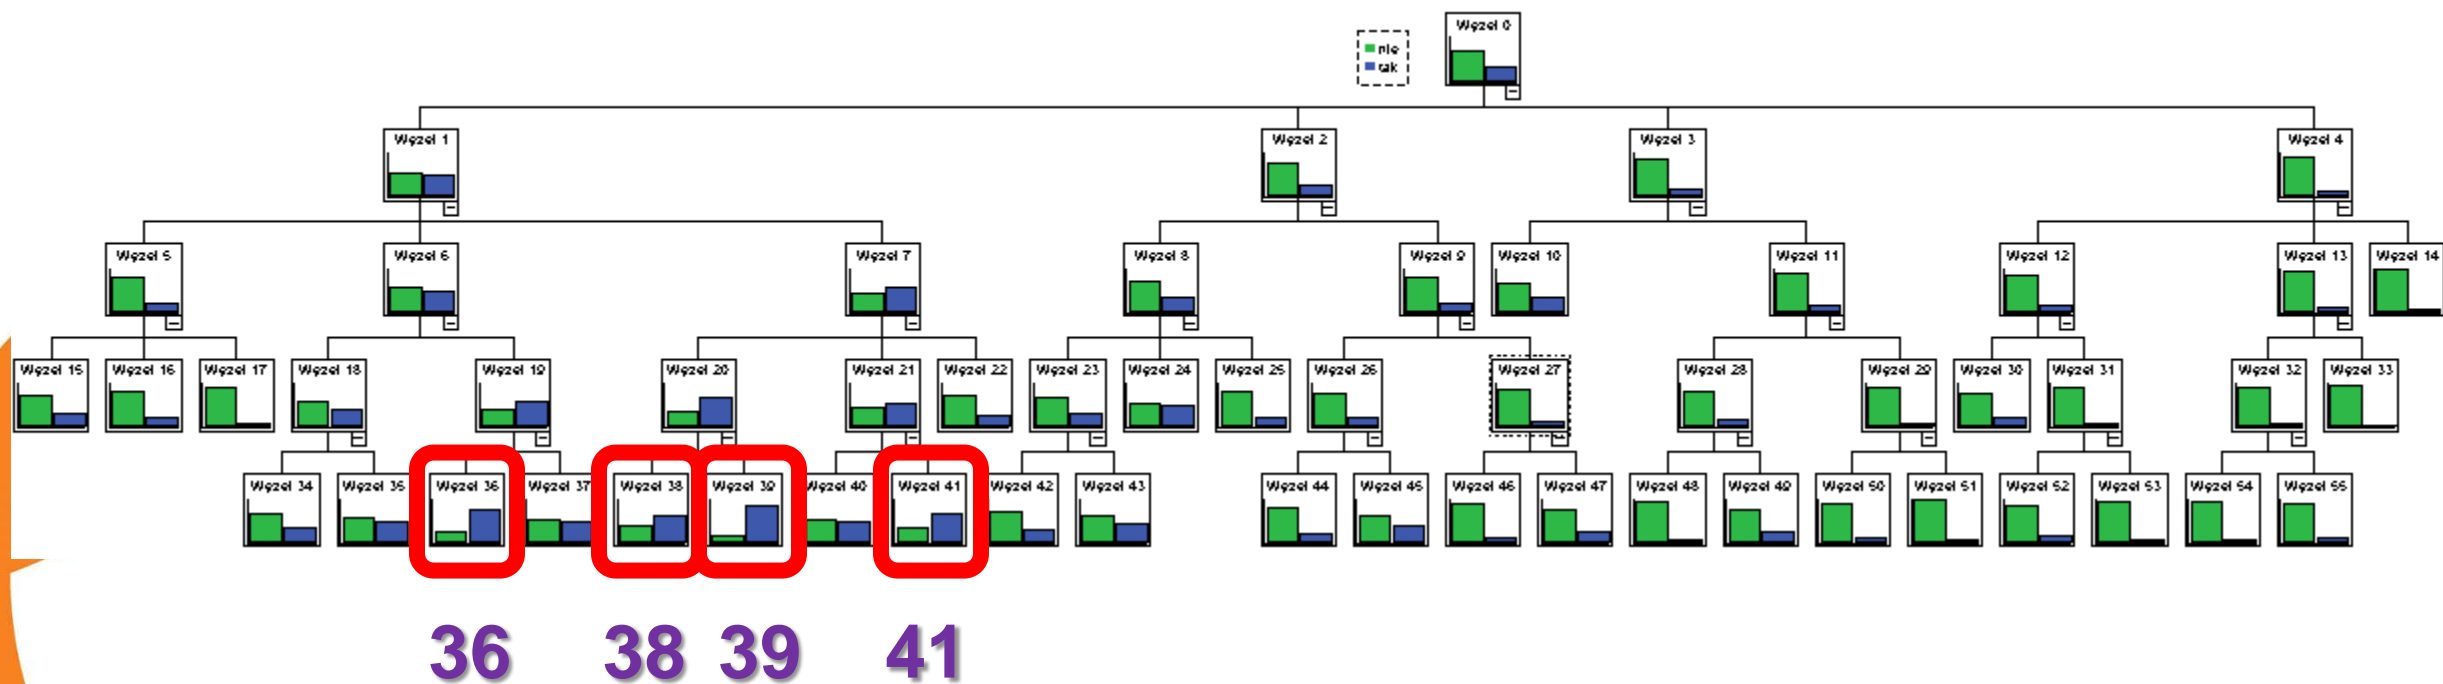 Węzeł 0
nie
tak
Węzeł 1
Węzeł 2
Węzeł 3
Węzeł 4
Węzeł 5
Węzeł 6
Węzeł 7
Węzeł 8
Węzeł 9
Węzeł 10
Węzeł 11
Węzeł 12
Węzeł 13
Węzeł 14
Węzeł 15
Węzeł 16
Węzeł 17
Węzeł 18
Węzeł 19
Węzeł 20
Węzeł 21
Węzeł 22
Węzeł 23
Węzeł 24
Węzeł 25
Węzeł 26
Węzeł 27
Węzeł 28
Węzeł 29
Węzeł 30
Węzeł 31
Węzeł 32
Węzeł 33
Węzeł 34
Węzeł 35
Węzeł 36
Węzeł 37
Węzeł 38
Węzeł 39
Węzeł 40
Węzeł 41
Węzeł 42
Węzeł 43
Węzeł 44
Węzeł 45
Węzeł 46
Węzeł 47
Węzeł 48
Węzeł 49
Węzeł 50
Węzeł 51
Węzeł 52
Węzeł 53
Węzeł 54
Węzeł 55
36 38 39 41